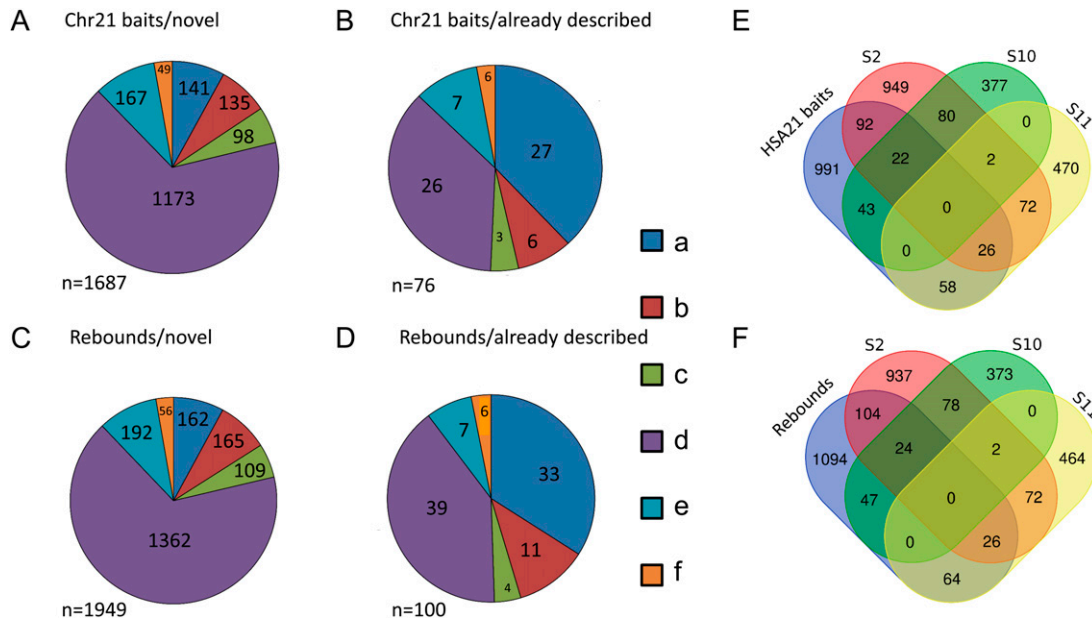 A Chr21 baits/novel
49
141
135
98
167
1173
n=1687
B Chr21 baits/already described
6
27
7
26
3
6
n=76
C Rebounds/novel
56
162
165
109
192
1362
n=1949
D Rebounds/already described
6
33
7
39
11
4
n=100
a
b
c
d
e
f
E
HSA21 baits
S2
S10
S11
949
377
92
80
0
991
22
2
470
43
0
72
0
26
58
F
Rebounds
S2
S10
S11
937
373
104
78
0
1094
24
2
464
47
0
72
0
26
64